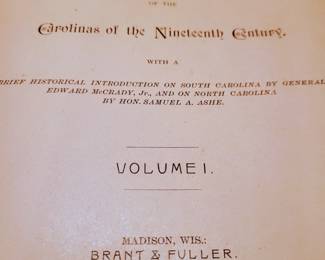 OF THE
Carolinas of the Nineteenth Century.
WITH A
BRIEF HISTORICAL INTRODUCTION ON SOUTH CAROLINA BY GENERAL
EDWARD McCRADY, Jr., AND ON NORTH CAROLINA
BY HON. SAMUEL A. ASHE.
VOLUME I.
MADISON, WIS.:
BRANT & FULLER.